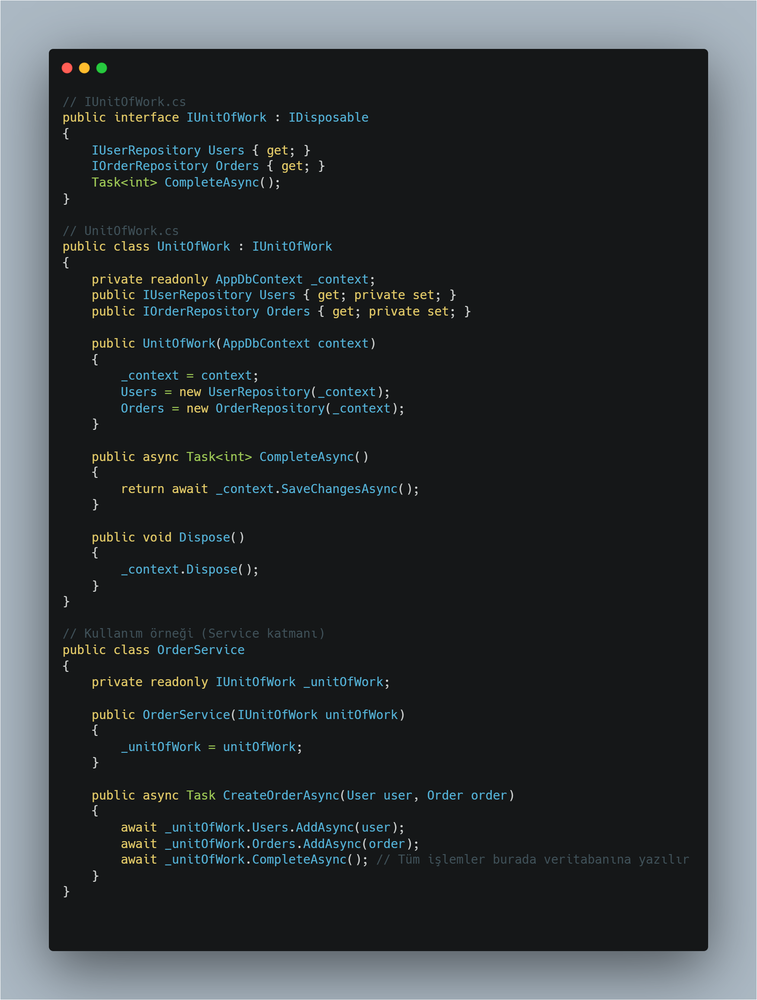 // IUnitOfWork.cs
public interface IUnitOfWork : IDisposable
{
    IUserRepository Users { get; }
    IOrderRepository Orders { get; }
    Task<int> CompleteAsync();
}

// UnitOfWork.cs
public class UnitOfWork : IUnitOfWork
{
    private readonly AppDbContext _context;
    public IUserRepository Users { get; private set; }
    public IOrderRepository Orders { get; private set; }

    public UnitOfWork(AppDbContext context)
    {
        _context = context;
        Users = new UserRepository(_context);
        Orders = new OrderRepository(_context);
    }

    public async Task<int> CompleteAsync()
    {
        return await _context.SaveChangesAsync();
    }

    public void Dispose()
    {
        _context.Dispose();
    }
}

// Kullanım örneği (Service katmanı)
public class OrderService
{
    private readonly IUnitOfWork _unitOfWork;

    public OrderService(IUnitOfWork unitOfWork)
    {
        _unitOfWork = unitOfWork;
    }

    public async Task CreateOrderAsync(User user, Order order)
    {
        await _unitOfWork.Users.AddAsync(user);
        await _unitOfWork.Orders.AddAsync(order);
        await _unitOfWork.CompleteAsync(); // Tüm işlemler burada veritabanına yazılır
    }
}